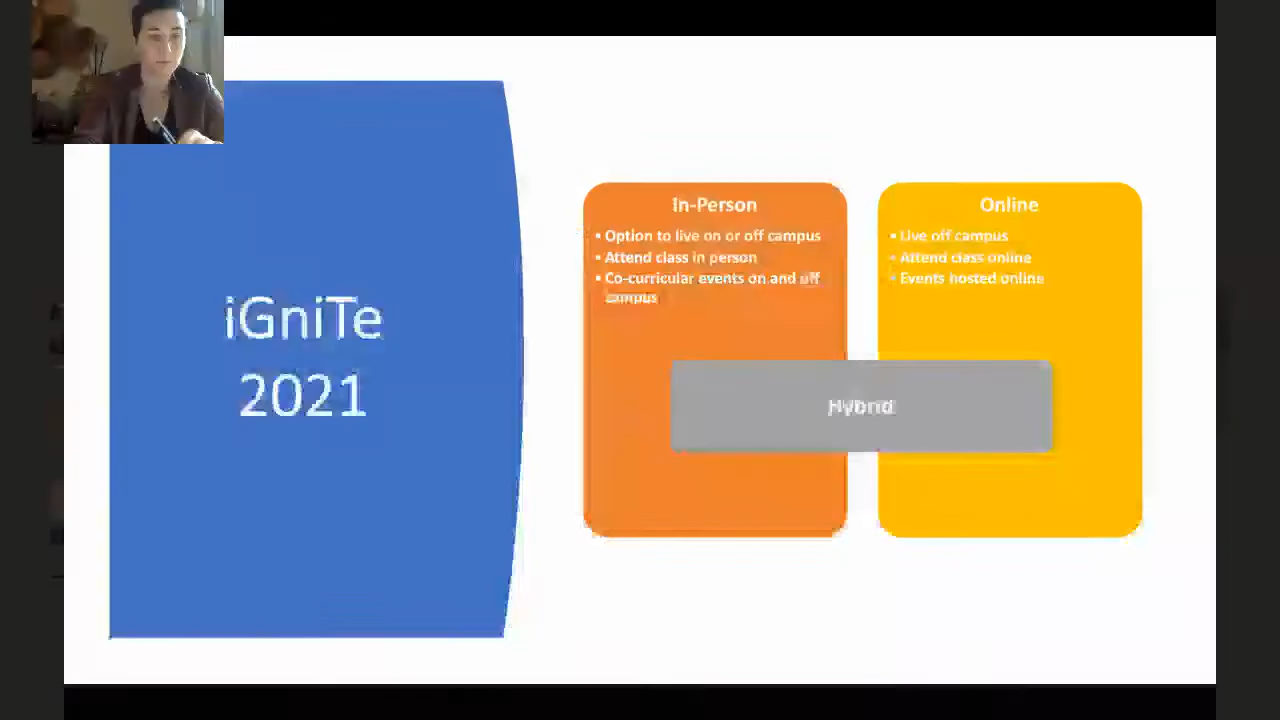 iGniTe
2021
In-Person
• Option to live on or off campus
• Attend class in person
• Co-curricular events on and off
campus
Online
• Live off campus
• Attend class online
• Events hosted online
Hybrid